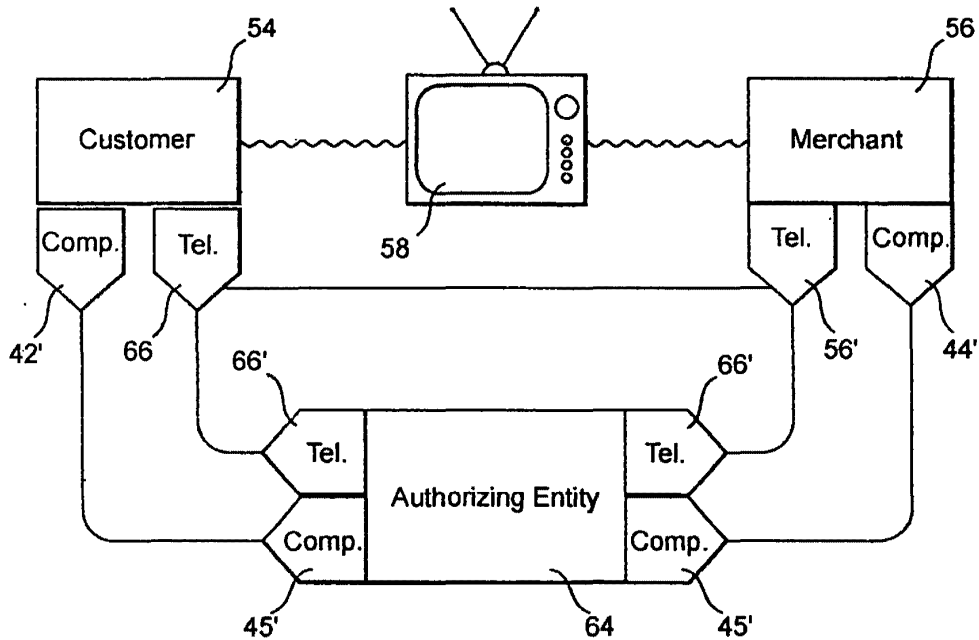 54
56
Customer
Merchant
58
Comp.
Tel.
Tel.
Comp.
42'
66
56'
44'
66'
66'
Tel.
Authorizing Entity
Tel.
Comp.
Comp.
45'
64
45'